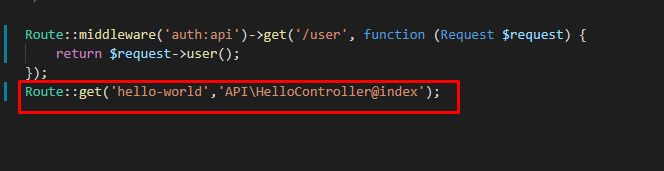 Route::middleware('auth:api')->get('/user', function (Request $request) {
return $request->user();
});
Route::get('hello-world','API\HelloController@index');